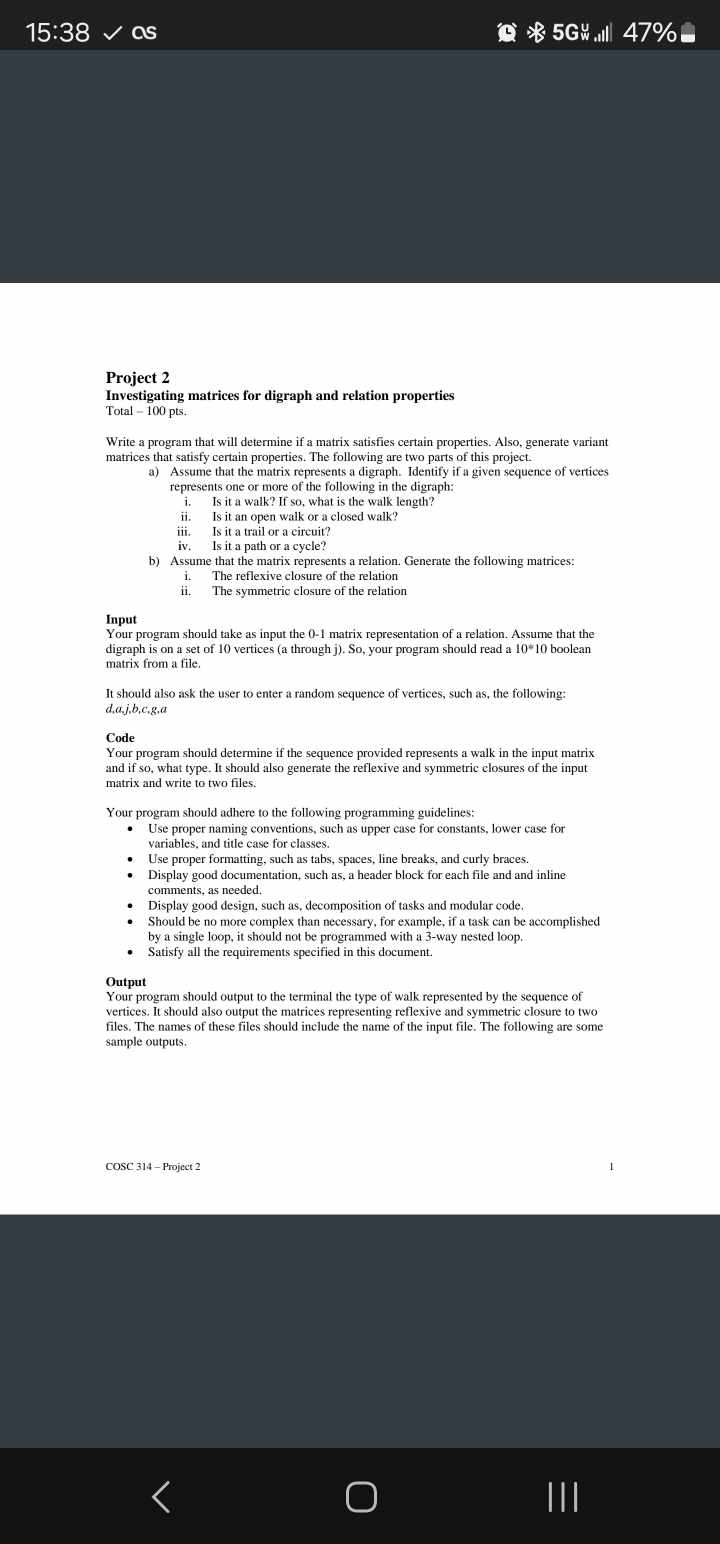 15:38
5G 47%
Project 2
Investigating matrices for digraph and relation properties
Total – 100 pts.
Write a program that will determine if a matrix satisfies certain properties. Also, generate variant
matrices that satisfy certain properties. The following are two parts of this project.
a) Assume that the matrix represents a digraph. Identify if a given sequence of vertices
represents one or more of the following in the digraph:
i. Is it a walk? If so, what is the walk length?
ii. Is it an open walk or a closed walk?
iii. Is it a trail or a circuit?
iv. Is it a path or a cycle?
b) Assume that the matrix represents a relation. Generate the following matrices:
i. The reflexive closure of the relation
ii. The symmetric closure of the relation
Input
Your program should take as input the 0-1 matrix representation of a relation. Assume that the
digraph is on a set of 10 vertices (a through j). So, your program should read a 10*10 boolean
matrix from a file.
It should also ask the user to enter a random sequence of vertices, such as, the following:
d,a,j,b,c,g,a
Code
Your program should determine if the sequence provided represents a walk in the input matrix
and if so, what type. It should also generate the reflexive and symmetric closures of the input
matrix and write to two files.
Your program should adhere to the following programming guidelines:
• Use proper naming conventions, such as upper case for constants, lower case for
variables, and title case for classes.
• Use proper formatting, such as tabs, spaces, line breaks, and curly braces.
• Display good documentation, such as, a header block for each file and and inline
comments, as needed.
• Display good design, such as, decomposition of tasks and modular code.
• Should be no more complex than necessary, for example, if a task can be accomplished
by a single loop, it should not be programmed with a 3-way nested loop.
• Satisfy all the requirements specified in this document.
Output
Your program should output to the terminal the type of walk represented by the sequence of
vertices. It should also output the matrices representing reflexive and symmetric closure to two
files. The names of these files should include the name of the input file. The following are some
sample outputs.
COSC 314 – Project 2 1